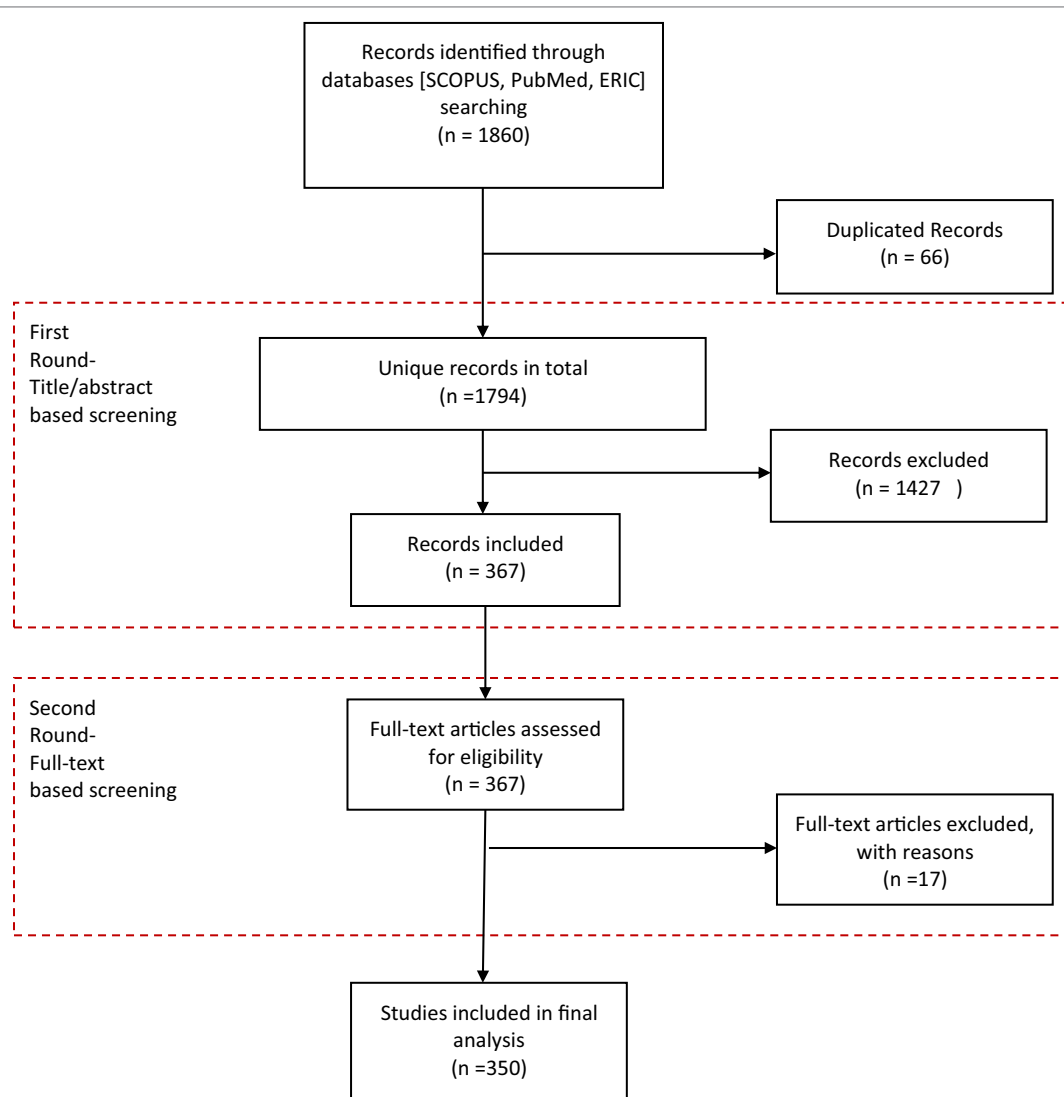 Records identified through
databases [SCOPUS, PubMed, ERIC]
searching
(n = 1860)
Duplicated Records
(n = 66)
First
Round-
Title/abstract
based screening
Unique records in total
(n =1794)
Records excluded
(n = 1427   )
Records included
(n = 367)
Second
Round-
Full-text
based screening
Full-text articles assessed
for eligibility
(n = 367)
Full-text articles excluded,
with reasons
(n =17)
Studies included in final
analysis
(n =350)